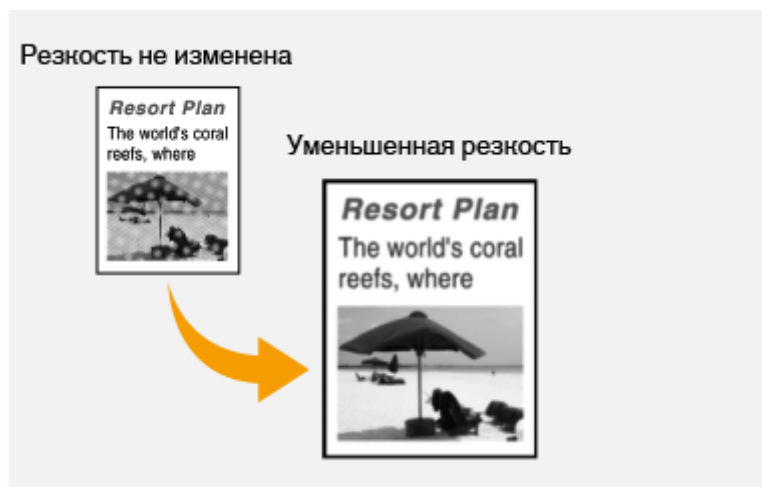 Резкость не изменена
Resort Plan
The world's coral
reefs, where
Уменьшенная резкость
Resort Plan
The world's coral
reefs, where